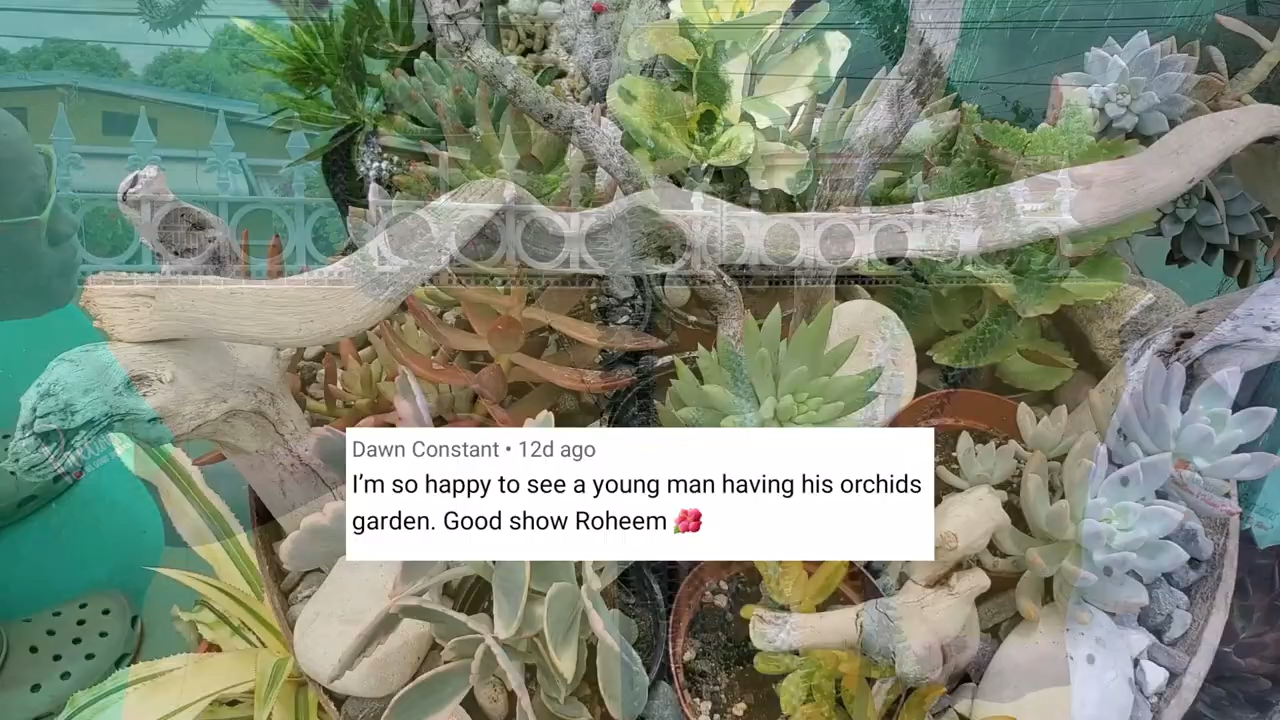 Dawn Constant • 12d ago
I'm so happy to see a young man having his orchids
garden. Good show Roheem 🌺